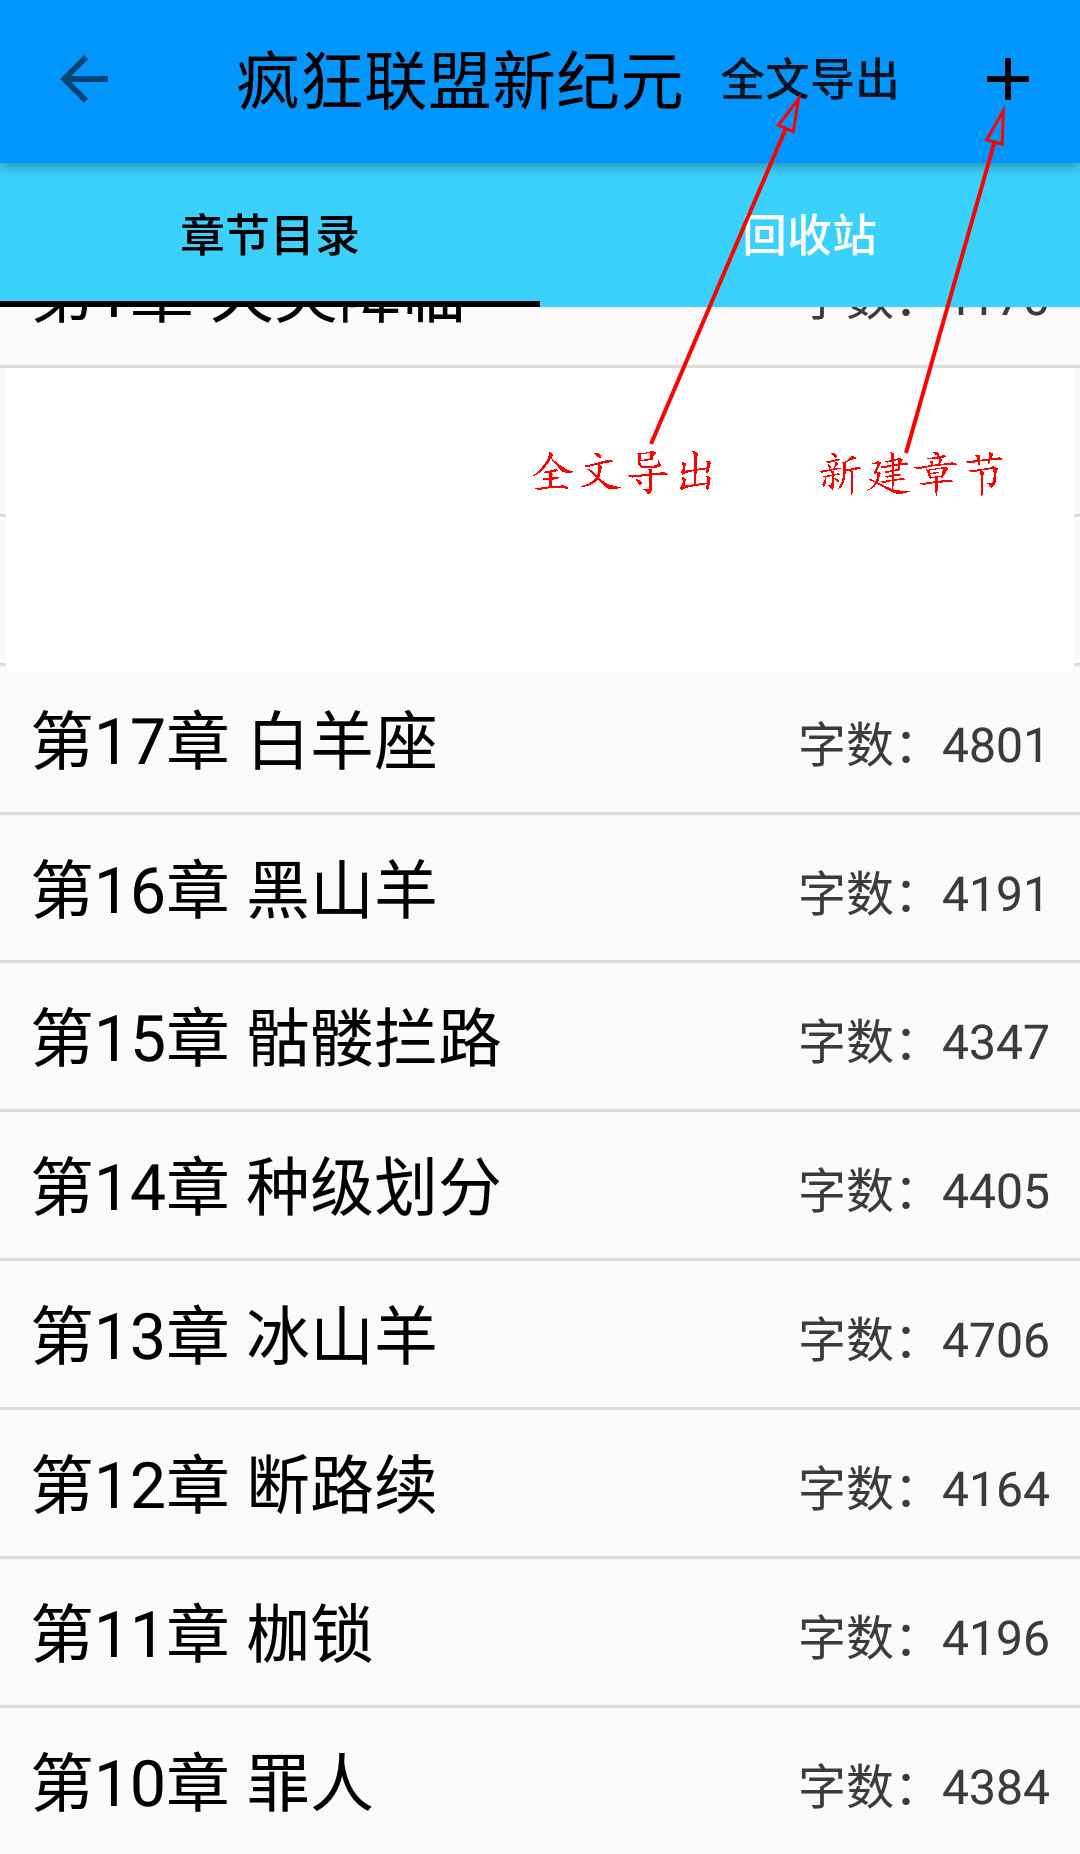 疯狂联盟新纪元 全文导出
章节目录 回收站
全文导出 新建章节
第17章 白羊座 字数：4801
第16章 黑山羊 字数：4191
第15章 骷髅拦路 字数：4347
第14章 种级划分 字数：4405
第13章 冰山羊 字数：4706
第12章 断路续 字数：4164
第11章 枷锁 字数：4196
第10章 罪人 字数：4384